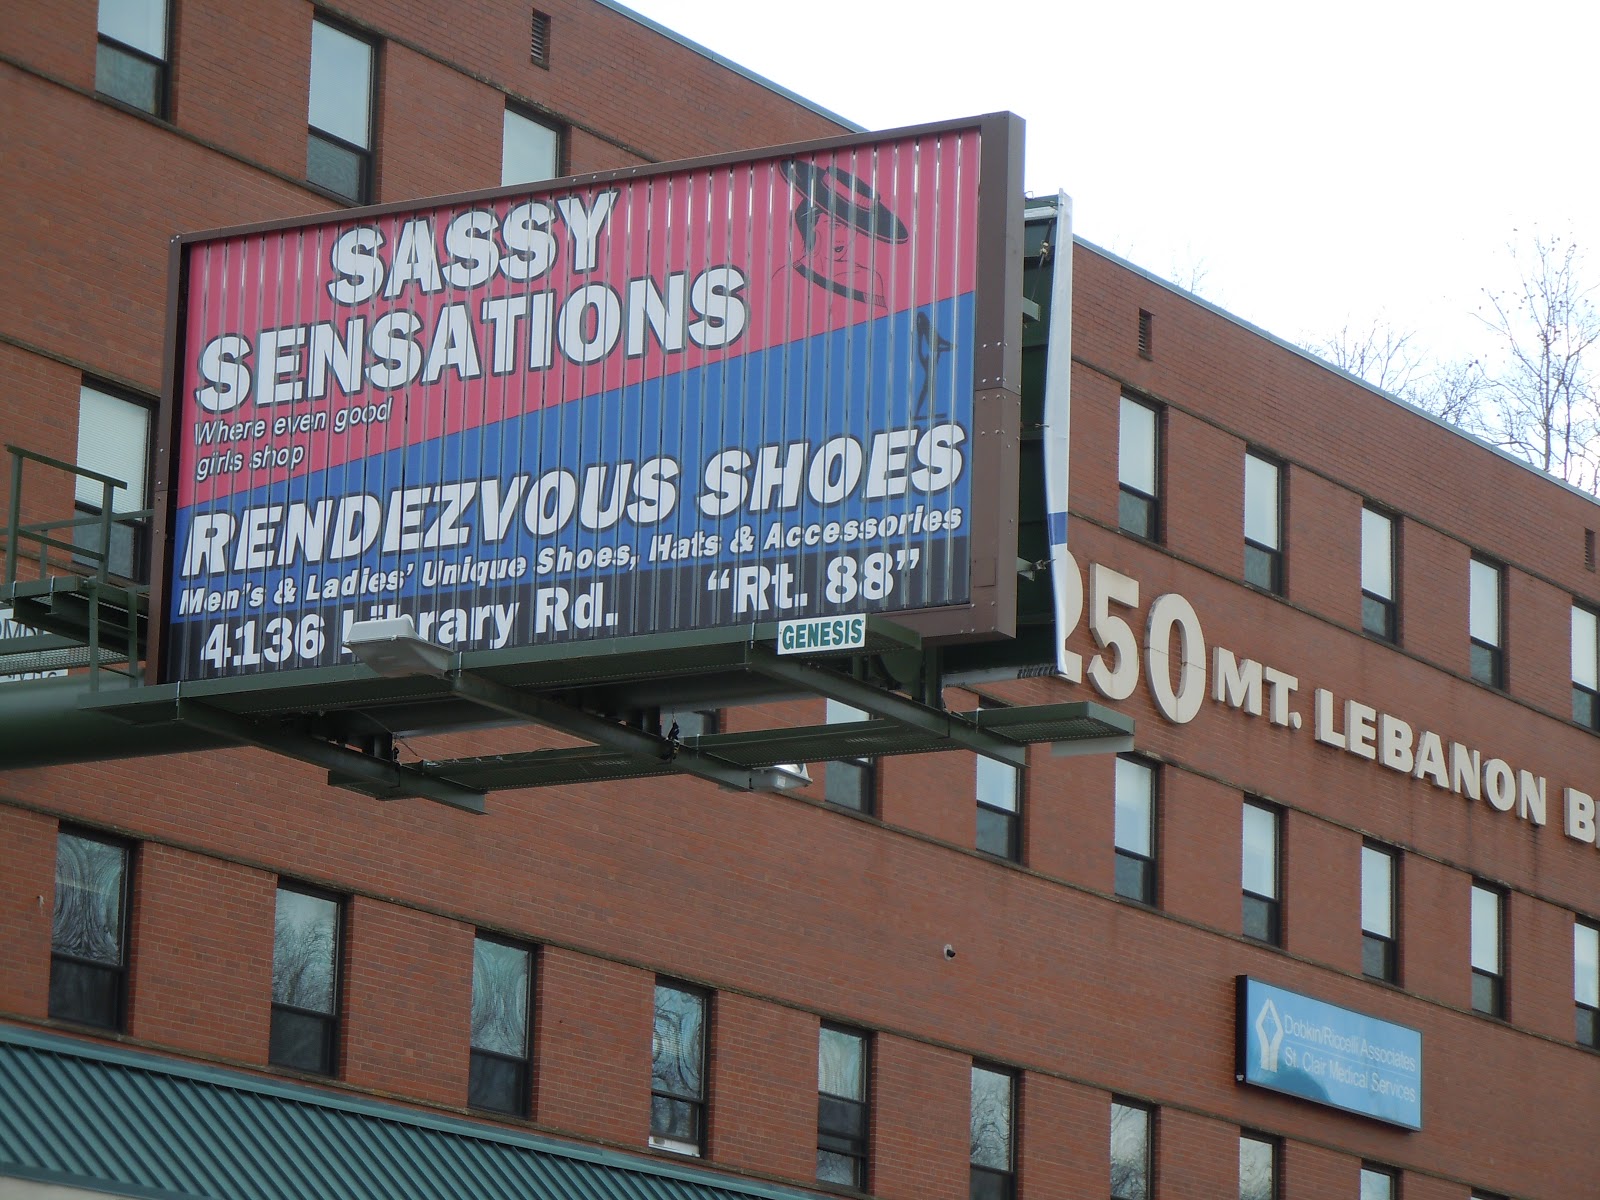 SASSY
SENSATIONS
Where even good
girls shop
RENDEZVOUS SHOES
Men's & Ladies' Unique Shoes, Hats & Accessories
4136 Library Rd. "Rt. 88"
GENESIS
250 MT. LEBANON
Dobkin/Riccelli Associates
St. Clair Medical Services